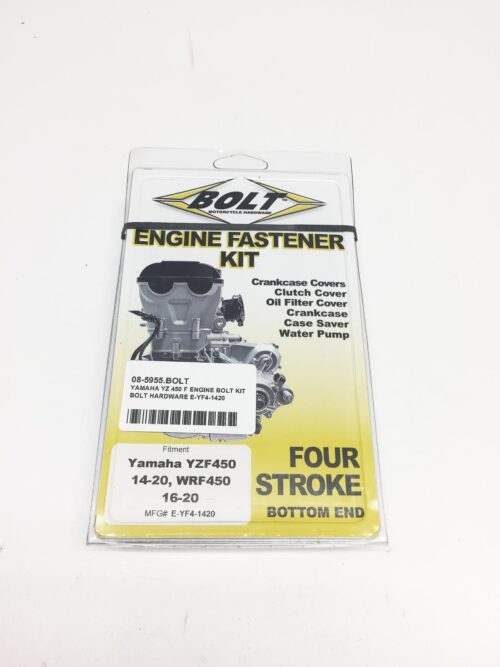 BOLT
MOTORCYCLE HARDWARE
ENGINE FASTENER
KIT
Crankcase Covers
Clutch Cover
Oil Filter Cover
Crankcase
Case Saver
Water Pump
08-5955.BOLT
YAMAHA YZ 450 F ENGINE BOLT KIT
BOLT HARDWARE E-YF4-1420
Fitment
Yamaha YZF450
14-20, WRF450
16-20
MFG# E-YF4-1420
FOUR
STROKE
BOTTOM END